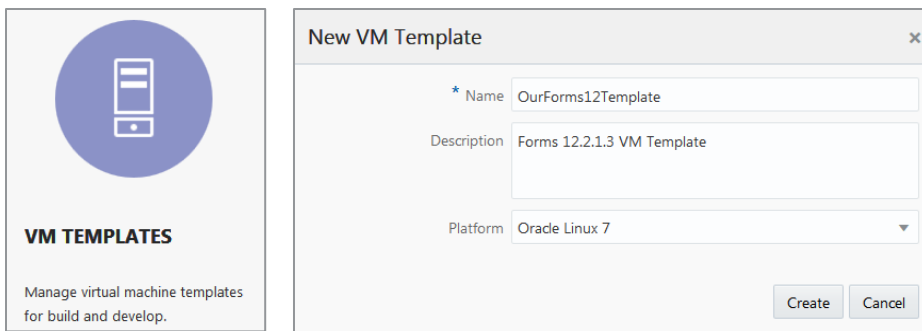 VM TEMPLATES
Manage virtual machine templates
for build and develop.
New VM Template
×
* Name OurForms12Template
Description Forms 12.2.1.3 VM Template
Platform Oracle Linux 7
Create Cancel